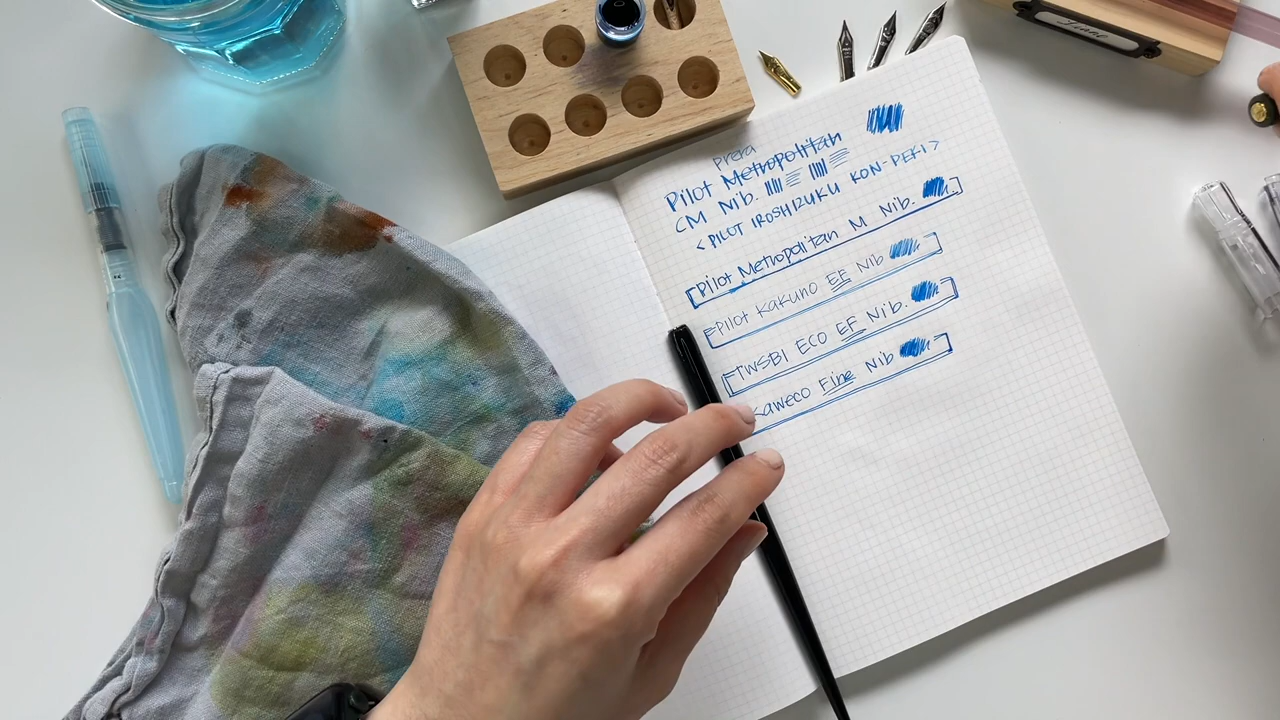 Prera
Pilot Metropolitan
CM Nib.
< PILOT IROSHIZUKU KON-PEKI >
Pilot Metropolitan M Nib.
Pilot Kakuno EF Nib
TWSBI ECO EF Nib.
Kaweco Fine Nib